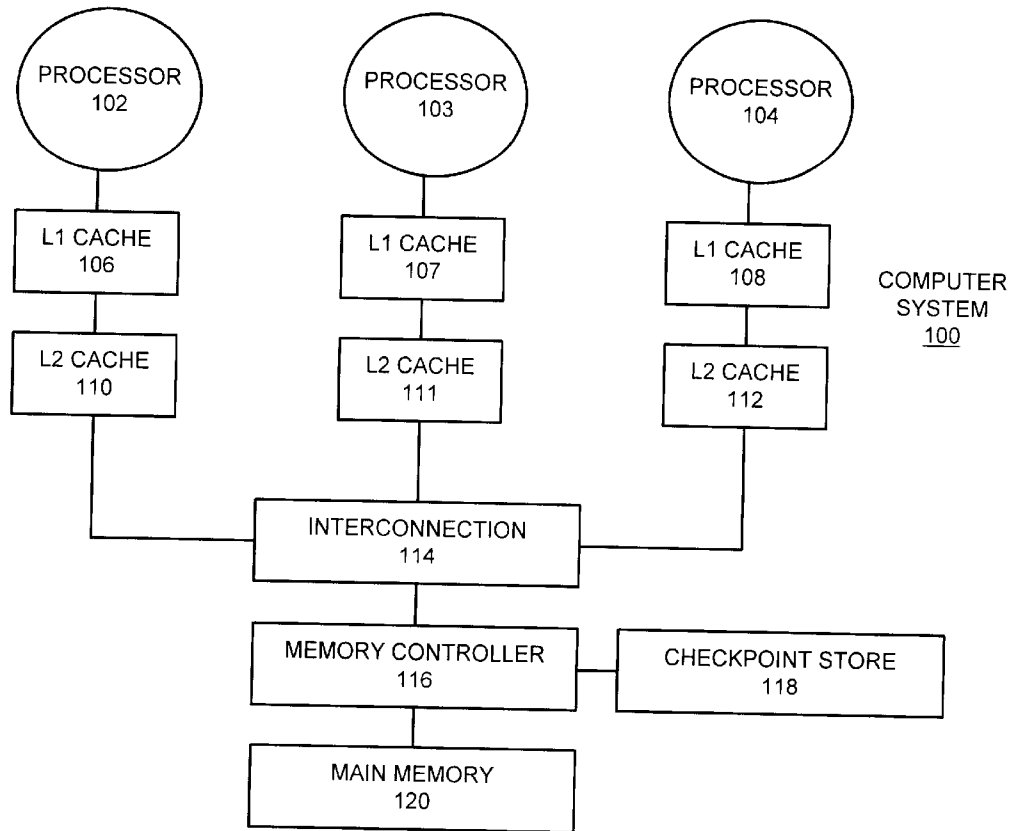 PROCESSOR
102
PROCESSOR
103
PROCESSOR
104
L1 CACHE
106
L1 CACHE
107
L1 CACHE
108
COMPUTER
SYSTEM
100
L2 CACHE
110
L2 CACHE
111
L2 CACHE
112
INTERCONNECTION
114
MEMORY CONTROLLER
116
CHECKPOINT STORE
118
MAIN MEMORY
120